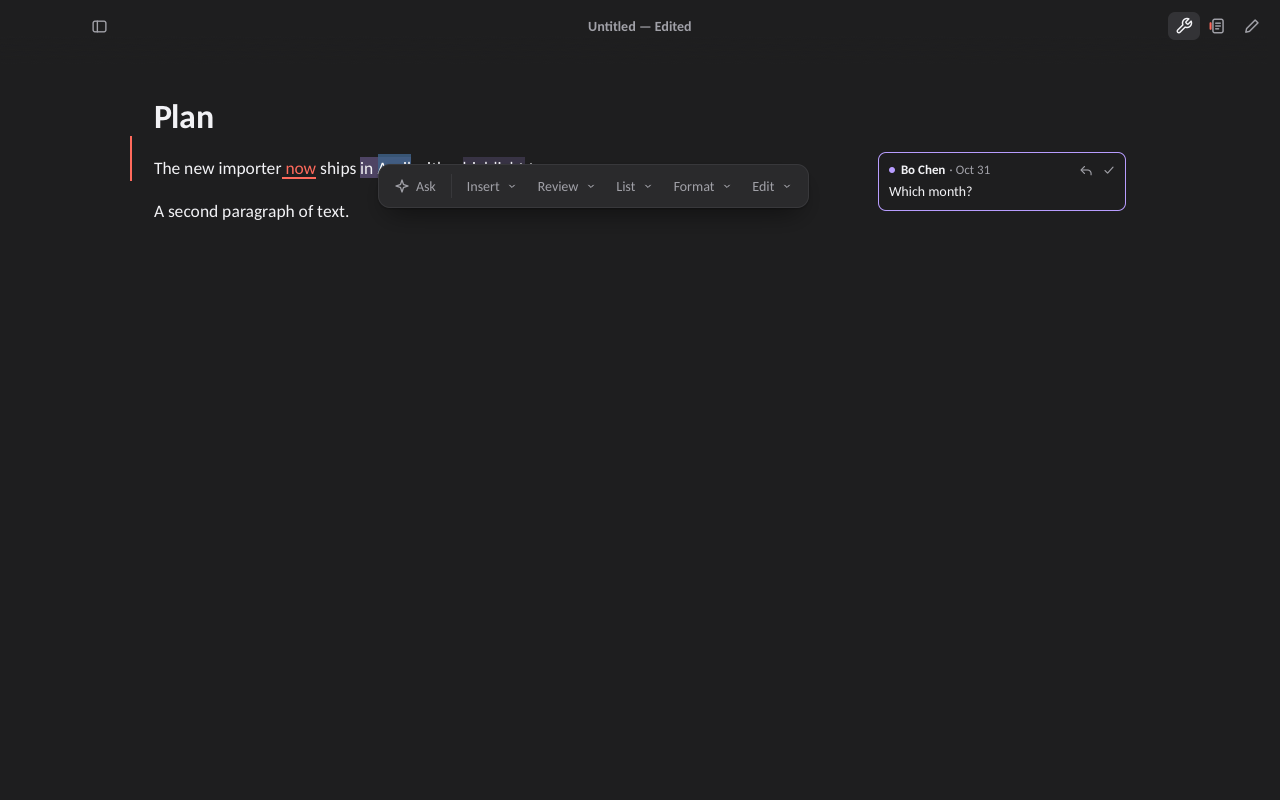 Untitled — Edited
Plan
The new importer now ships in
Bo Chen · Oct 31
Which month?
Ask Insert Review List Format Edit
A second paragraph of text.